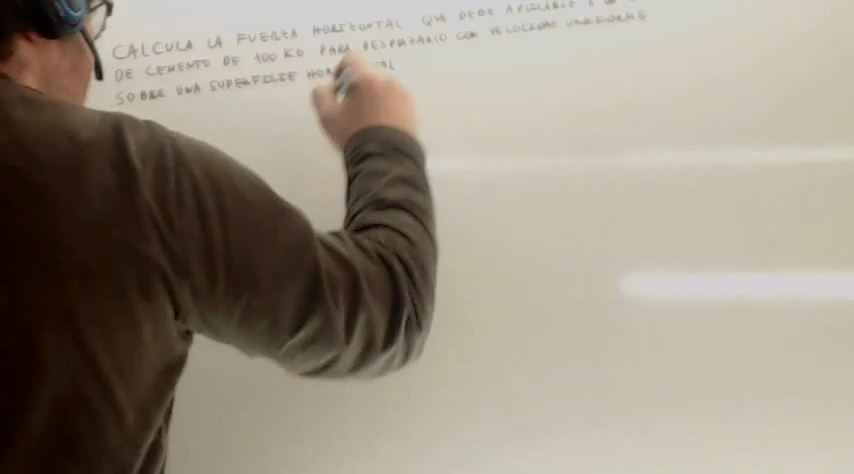 CALCULA LA FUERZA HORIZONTAL QUE DEBE APLICARSE A
DE CEMENTO DE 100 KG PARA DESPLAZARLO CON VELOCIDAD UNIFORME
SOBRE UNA SUPERFICIE